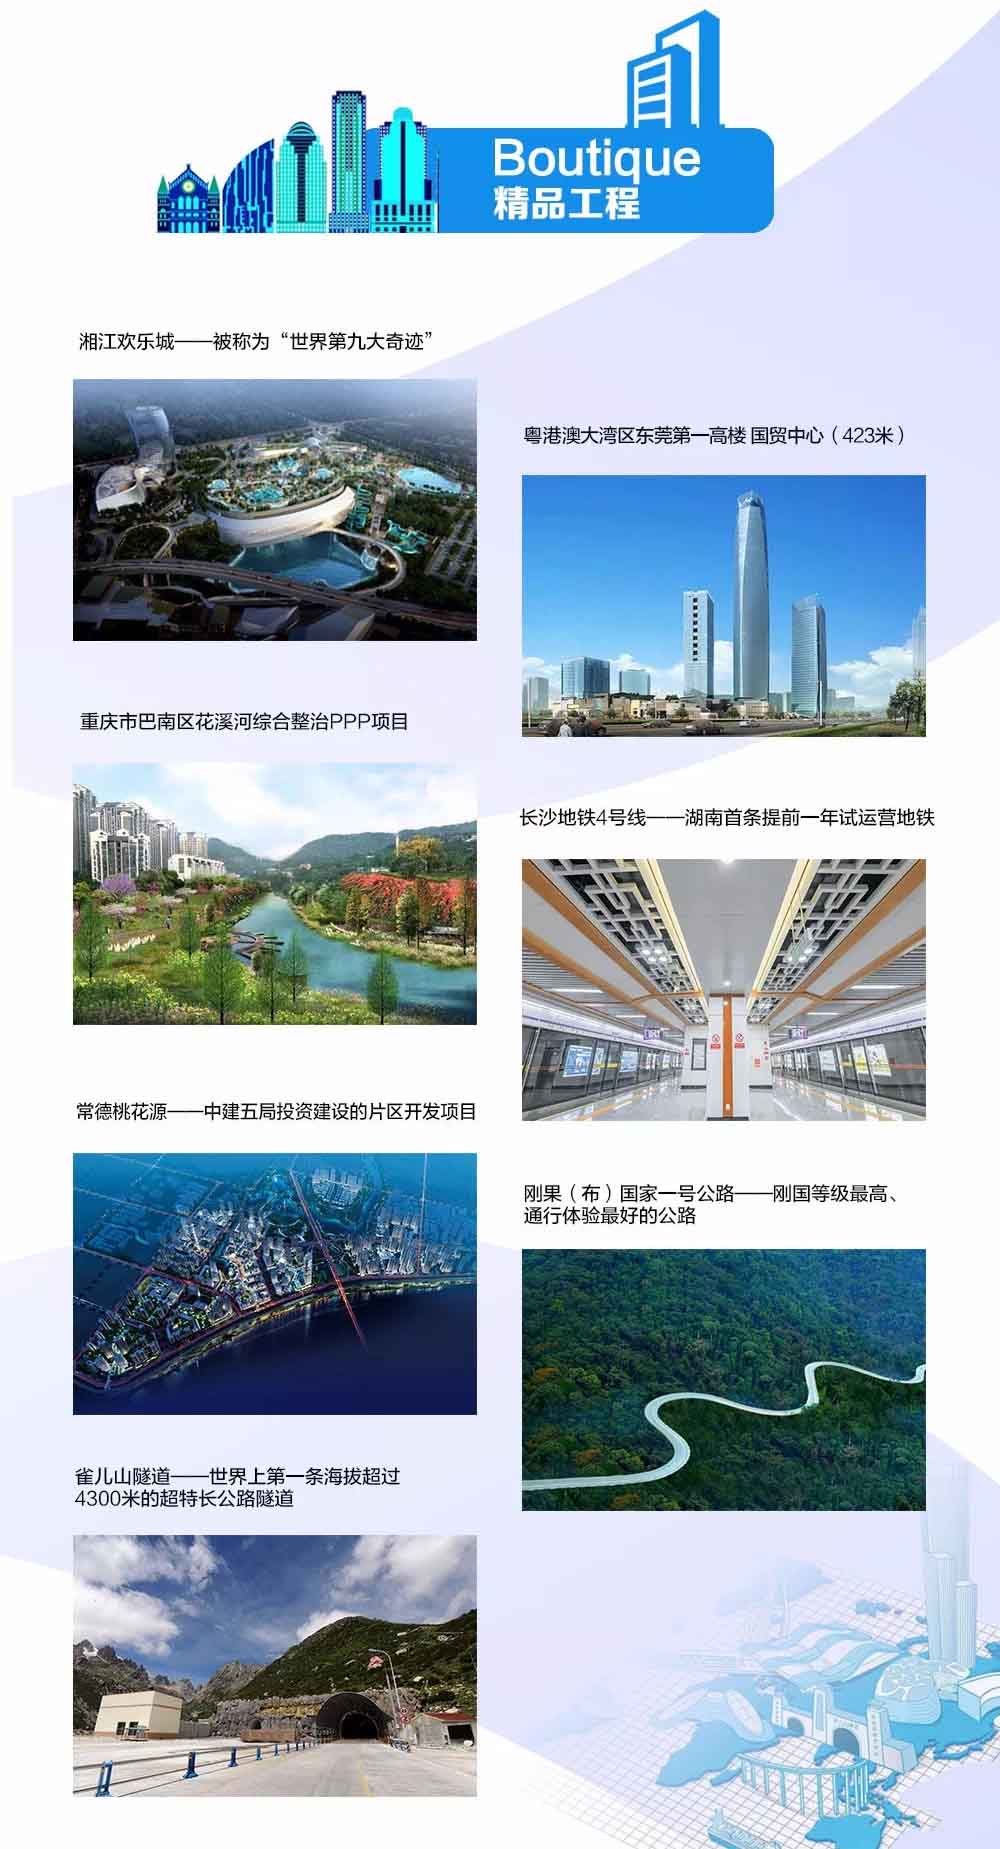 Boutique
精品工程
湘江欢乐城——被称为“世界第九大奇迹”
粤港澳大湾区东莞第一高楼 国贸中心（423米）
重庆市巴南区花溪河综合整治PPP项目
长沙地铁4号线——湖南首条提前一年试运营地铁
常德桃花源——中建五局投资建设的片区开发项目
刚果（布）国家一号公路——刚国等级最高、
通行体验最好的公路
雀儿山隧道——世界上第一条海拔超过
4300米的超特长公路隧道